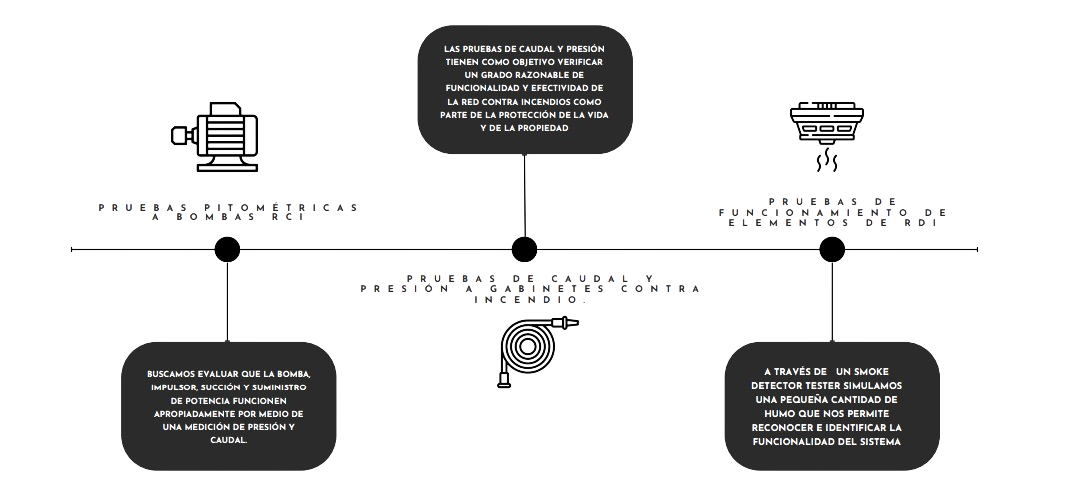 LAS PRUEBAS DE CAUDAL Y PRESIÓN
TIENEN COMO OBJETIVO VERIFICAR
UN GRADO RAZONABLE DE
FUNCIONALIDAD Y EFECTIVIDAD DE
LA RED CONTRA INCENDIOS COMO
PARTE DE LA PROTECCIÓN DE LA VIDA
Y DE LA PROPIEDAD
PRUEBAS PITOMÉTRICAS
A BOMBAS RCI
PRUEBAS DE
FUNCIONAMIENTO DE
ELEMENTOS DE RDI
PRUEBAS DE CAUDAL Y
PRESIÓN A GABINETES CONTRA
INCENDIO.
BUSCAMOS EVALUAR QUE LA BOMBA,
IMPULSOR, SUCCIÓN Y SUMINISTRO
DE POTENCIA FUNCIONEN
APROPIADAMENTE POR MEDIO DE
UNA MEDICIÓN DE PRESIÓN Y
CAUDAL.
A TRAVÉS DE UN SMOKE
DETECTOR TESTER SIMULAMOS
UNA PEQUEÑA CANTIDAD DE
HUMO QUE NOS PERMITE
RECONOCER E IDENTIFICAR LA
FUNCIONALIDAD DEL SISTEMA